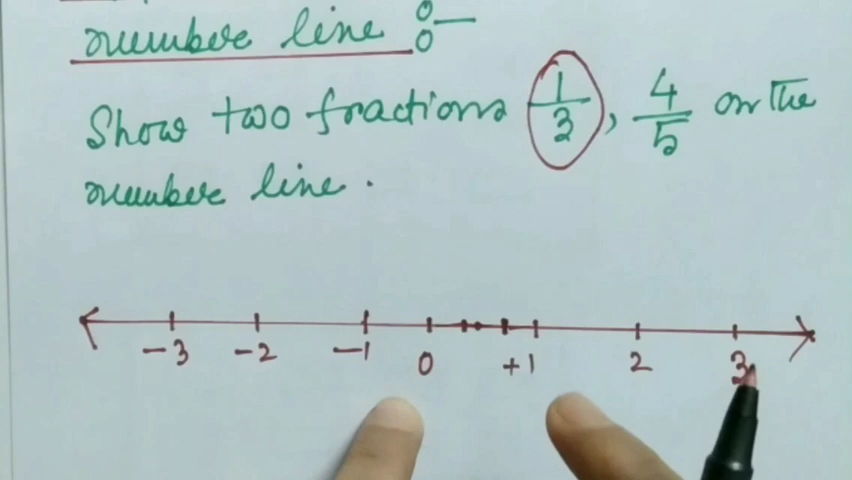 number line :—
Show two fractions 1/3, 4/5 on the
number line.
-3 -2 -1 0 +1 2 3